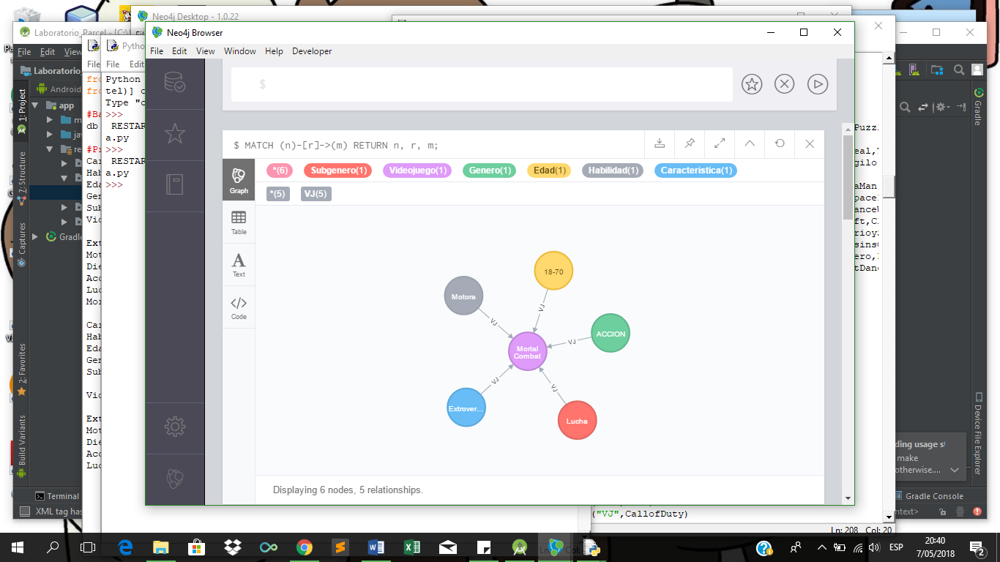 Neo4j Desktop - 1.0.22
Laboratorio_Parcel - [C:\
Neo4j Browser
File Edit View Window Help Developer
File Edit View
File
File Edit
Laboratorio_
Android
1: Project
app
Python
tel)] c
Type "c
>>>
RESTAR
a.py
>>>
RESTAR
a.py
>>>
fro
fro
#Ba
db
#Pr
Car
Hab
Eda
Gen
Sub
Vid
Ext
Mot
Die
Acc
Luc
Mor
Car
Hab
Eda
Gen
Sub
Vid
Ext
Mot
Die
Acc
Luc
7: Structure
Captures
2: Favorites
Build Variants
Gradle
$
$ MATCH (n)-[r]->(m) RETURN n, r, m;
*(6) Subgenero(1) Videojuego(1) Genero(1) Edad(1) Habilidad(1) Caracteristica(1)
*(5) VJ(5)
Graph
Table
Text
Code
18-70
Motora
VJ
VJ
ACCION
VJ
Mortal
Combat
VJ
VJ
Extrover...
Lucha
Displaying 6 nodes, 5 relationships.
Puzzl
eal,
gilo
aMan
pacel
ft,C
rioy
sins
ero,
tDanc
Gradle
Device File Explorer
ding usage st
make
otherwise....
Terminal
Gradle Console
XML tag has
ntext>
("VJ",CallofDuty)
Ln: 208 Col: 20
ESP
20:40
7/05/2018
2